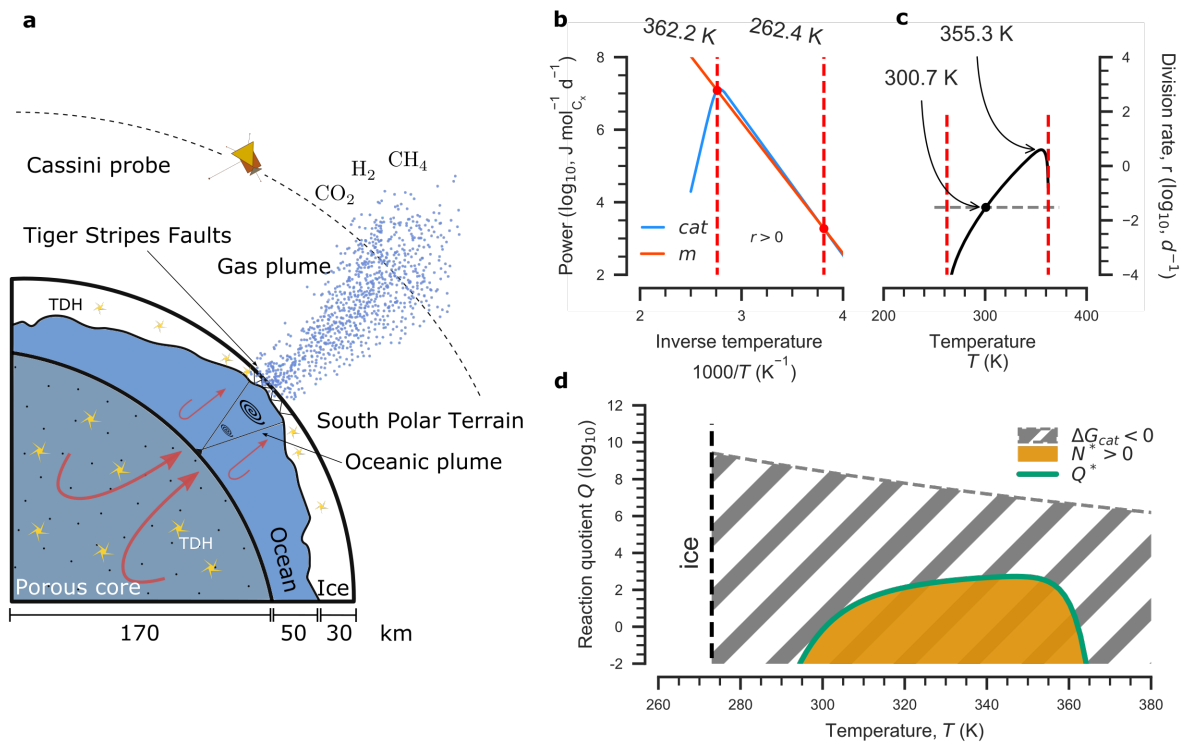 a
Cassini probe
CO2
H2
CH4
Tiger Stripes Faults
Gas plume
TDH
South Polar Terrain
Oceanic plume
TDH
Ocean
Porous core
Ice
170
50
30
km
b
362.2 K
262.4 K
8
6
4
2
Power (log10, J mol−1Cx d−1)
cat
m
r > 0
2
3
4
Inverse temperature
1000/T (K−1)
c
355.3 K
300.7 K
4
2
0
−2
−4
Division rate, r (log10, d−1)
200
300
400
Temperature
T (K)
d
12
10
8
6
4
2
0
-2
Reaction quotient Q (log10)
ice
ΔGcat < 0
N* > 0
Q*
260
280
300
320
340
360
380
Temperature, T (K)